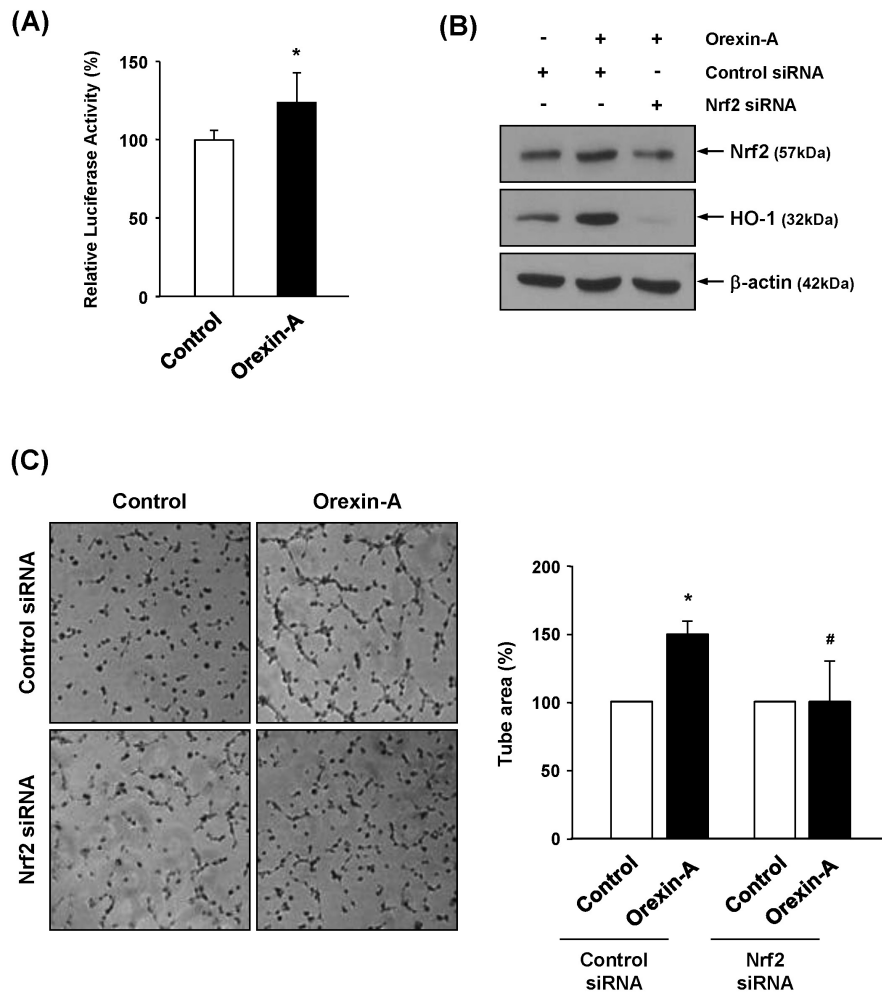 (A)
Relative Luciferase Activity (%)
150
100
50
0
*
Control
Orexin-A
(B)
- + + Orexin-A
+ + - Control siRNA
- - + Nrf2 siRNA
Nrf2 (57kDa)
HO-1 (32kDa)
β-actin (42kDa)
(C)
Control
Orexin-A
Control siRNA
Nrf2 siRNA
Tube area (%)
200
150
100
50
0
*
#
Control
Orexin-A
Control
Orexin-A
Control
siRNA
Nrf2
siRNA